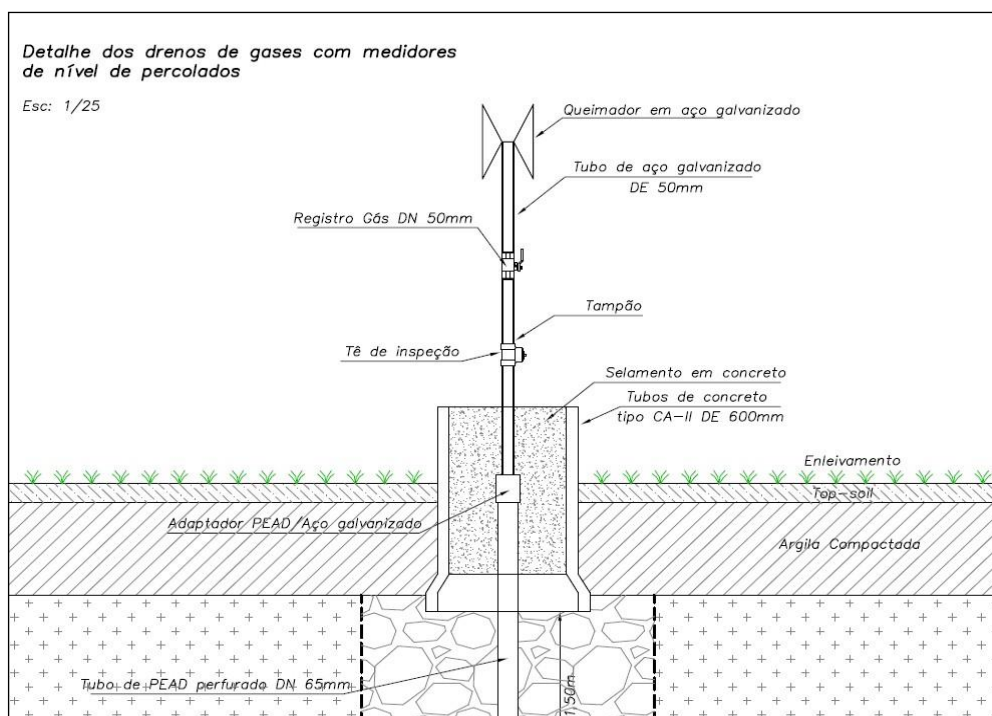 Detalhe dos drenos de gases com medidores
de nível de percolados
Esc: 1/25
Queimador em aço galvanizado
Tubo de aço galvanizado
DE 50mm
Registro Gás DN 50mm
Tampão
Tê de inspeção
Selamento em concreto
Tubos de concreto
tipo CA-II DE 600mm
Enleivamento
Top-soil
Adaptador PEAD/Aço galvanizado
Argila Compactada
Tubo de PEAD perfurado DN 65mm
1,50m